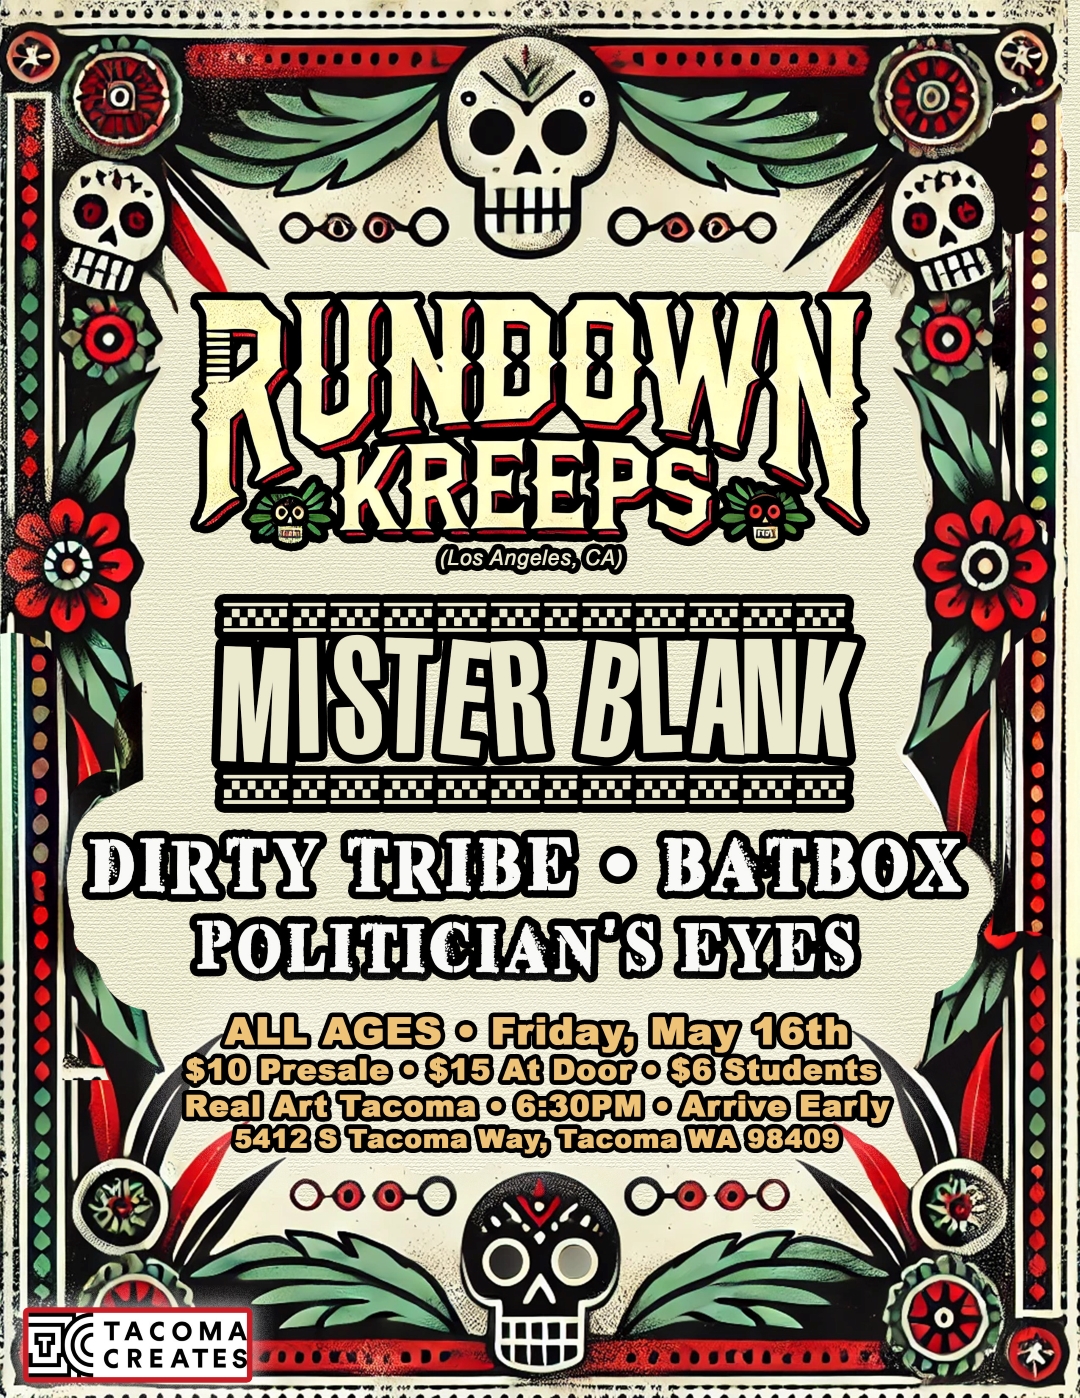 RUNDOWN
KREEPS
(Los Angeles, CA)
MISTER BLANK
DIRTY TRIBE • BATBOX
POLITICIAN'S EYES
ALL AGES • Friday, May 16th
$10 Presale • $15 At Door • $6 Students
Real Art Tacoma • 6:30PM • Arrive Early
5412 S Tacoma Way, Tacoma WA 98409
TC TACOMA
CREATES